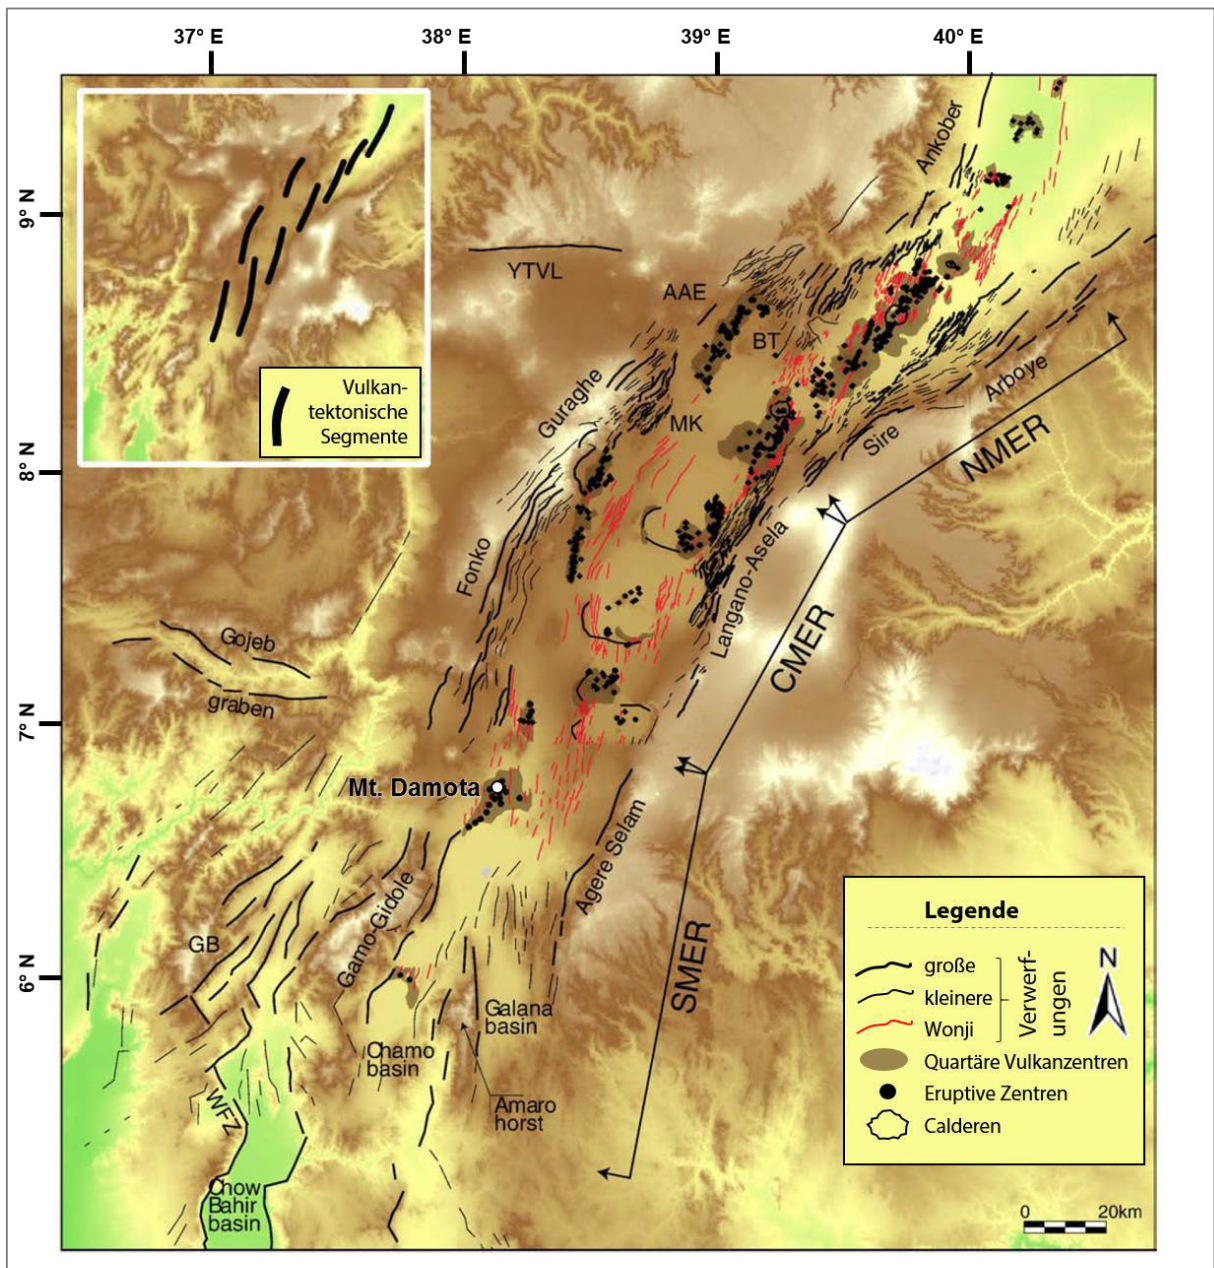 37° E
38° E
39° E
40° E
9° N
8° N
7° N
6° N
Vulkan-
tektonische
Segmente
Ankober
YTVL
AAE
BT
Guraghe
MK
Arboye
Sire
NMER
Fonko
Langano-Asela
CMER
Gojeb
graben
Mt. Damota
Agere Selam
SMER
Gamo-Gidole
GB
Galana
basin
Chamo
basin
Amaro
horst
WFZ
Chow
Bahir
basin
Legende
große
kleinere
Wonji
Verwerf-
ungen
N
Quartäre Vulkanzentren
Eruptive Zentren
Calderen
0 20km